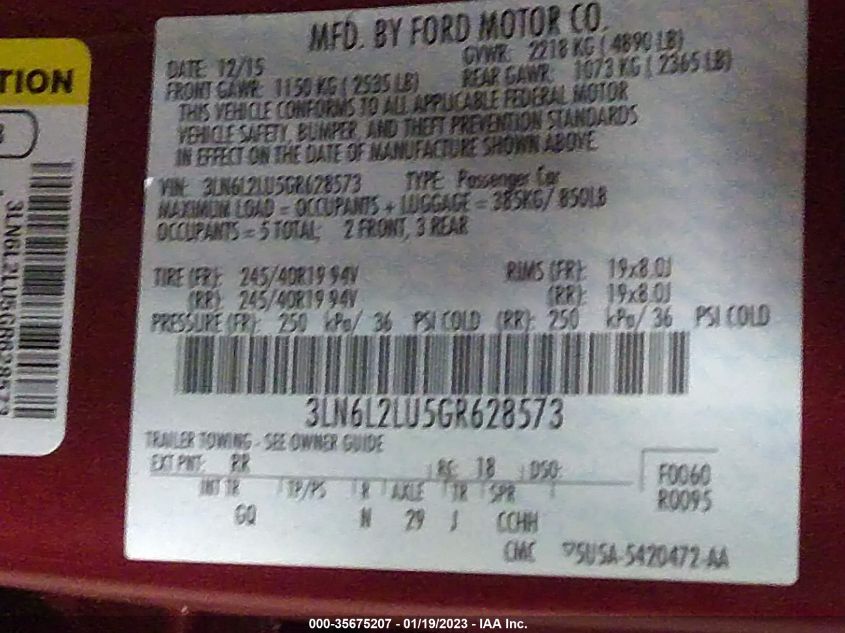 MFD. BY FORD MOTOR CO.
DATE: 12/15 GVWR: 2218 KG ( 4890 LB)
FRONT GAWR: 1150 KG ( 2535 LB) REAR GAWR: 1073 KG ( 2365 LB)
THIS VEHICLE CONFORMS TO ALL APPLICABLE FEDERAL MOTOR
VEHICLE SAFETY, BUMPER, AND THEFT PREVENTION STANDARDS
IN EFFECT ON THE DATE OF MANUFACTURE SHOWN ABOVE.
VIN: 3LN6L2LU5GR628573 TYPE: Passenger Car
MAXIMUM LOAD = OCCUPANTS + LUGGAGE = 385KG/ 850LB
OCCUPANTS = 5 TOTAL; 2 FRONT, 3 REAR
TIRE (FR): 245/40R19 94V RIMS (FR): 19x8.0J
(RR): 245/40R19 94V (RR): 19x8.0J
PRESSURE (FR): 250 kPa/ 36 PSI COLD (RR): 250 kPa/ 36 PSI COLD
3LN6L2LU5GR628573
TRAILER TOWING - SEE OWNER GUIDE
EXT PNT: RR RC: 18 DSO: F0060
INT TR TP/PS R AXLE TR SPR R0095
GQ N 29 J CCHH
CMC 5U5A-5420472-AA
TION
3LN6L2LU5GR628573
000-35675207 - 01/19/2023 - IAA Inc.